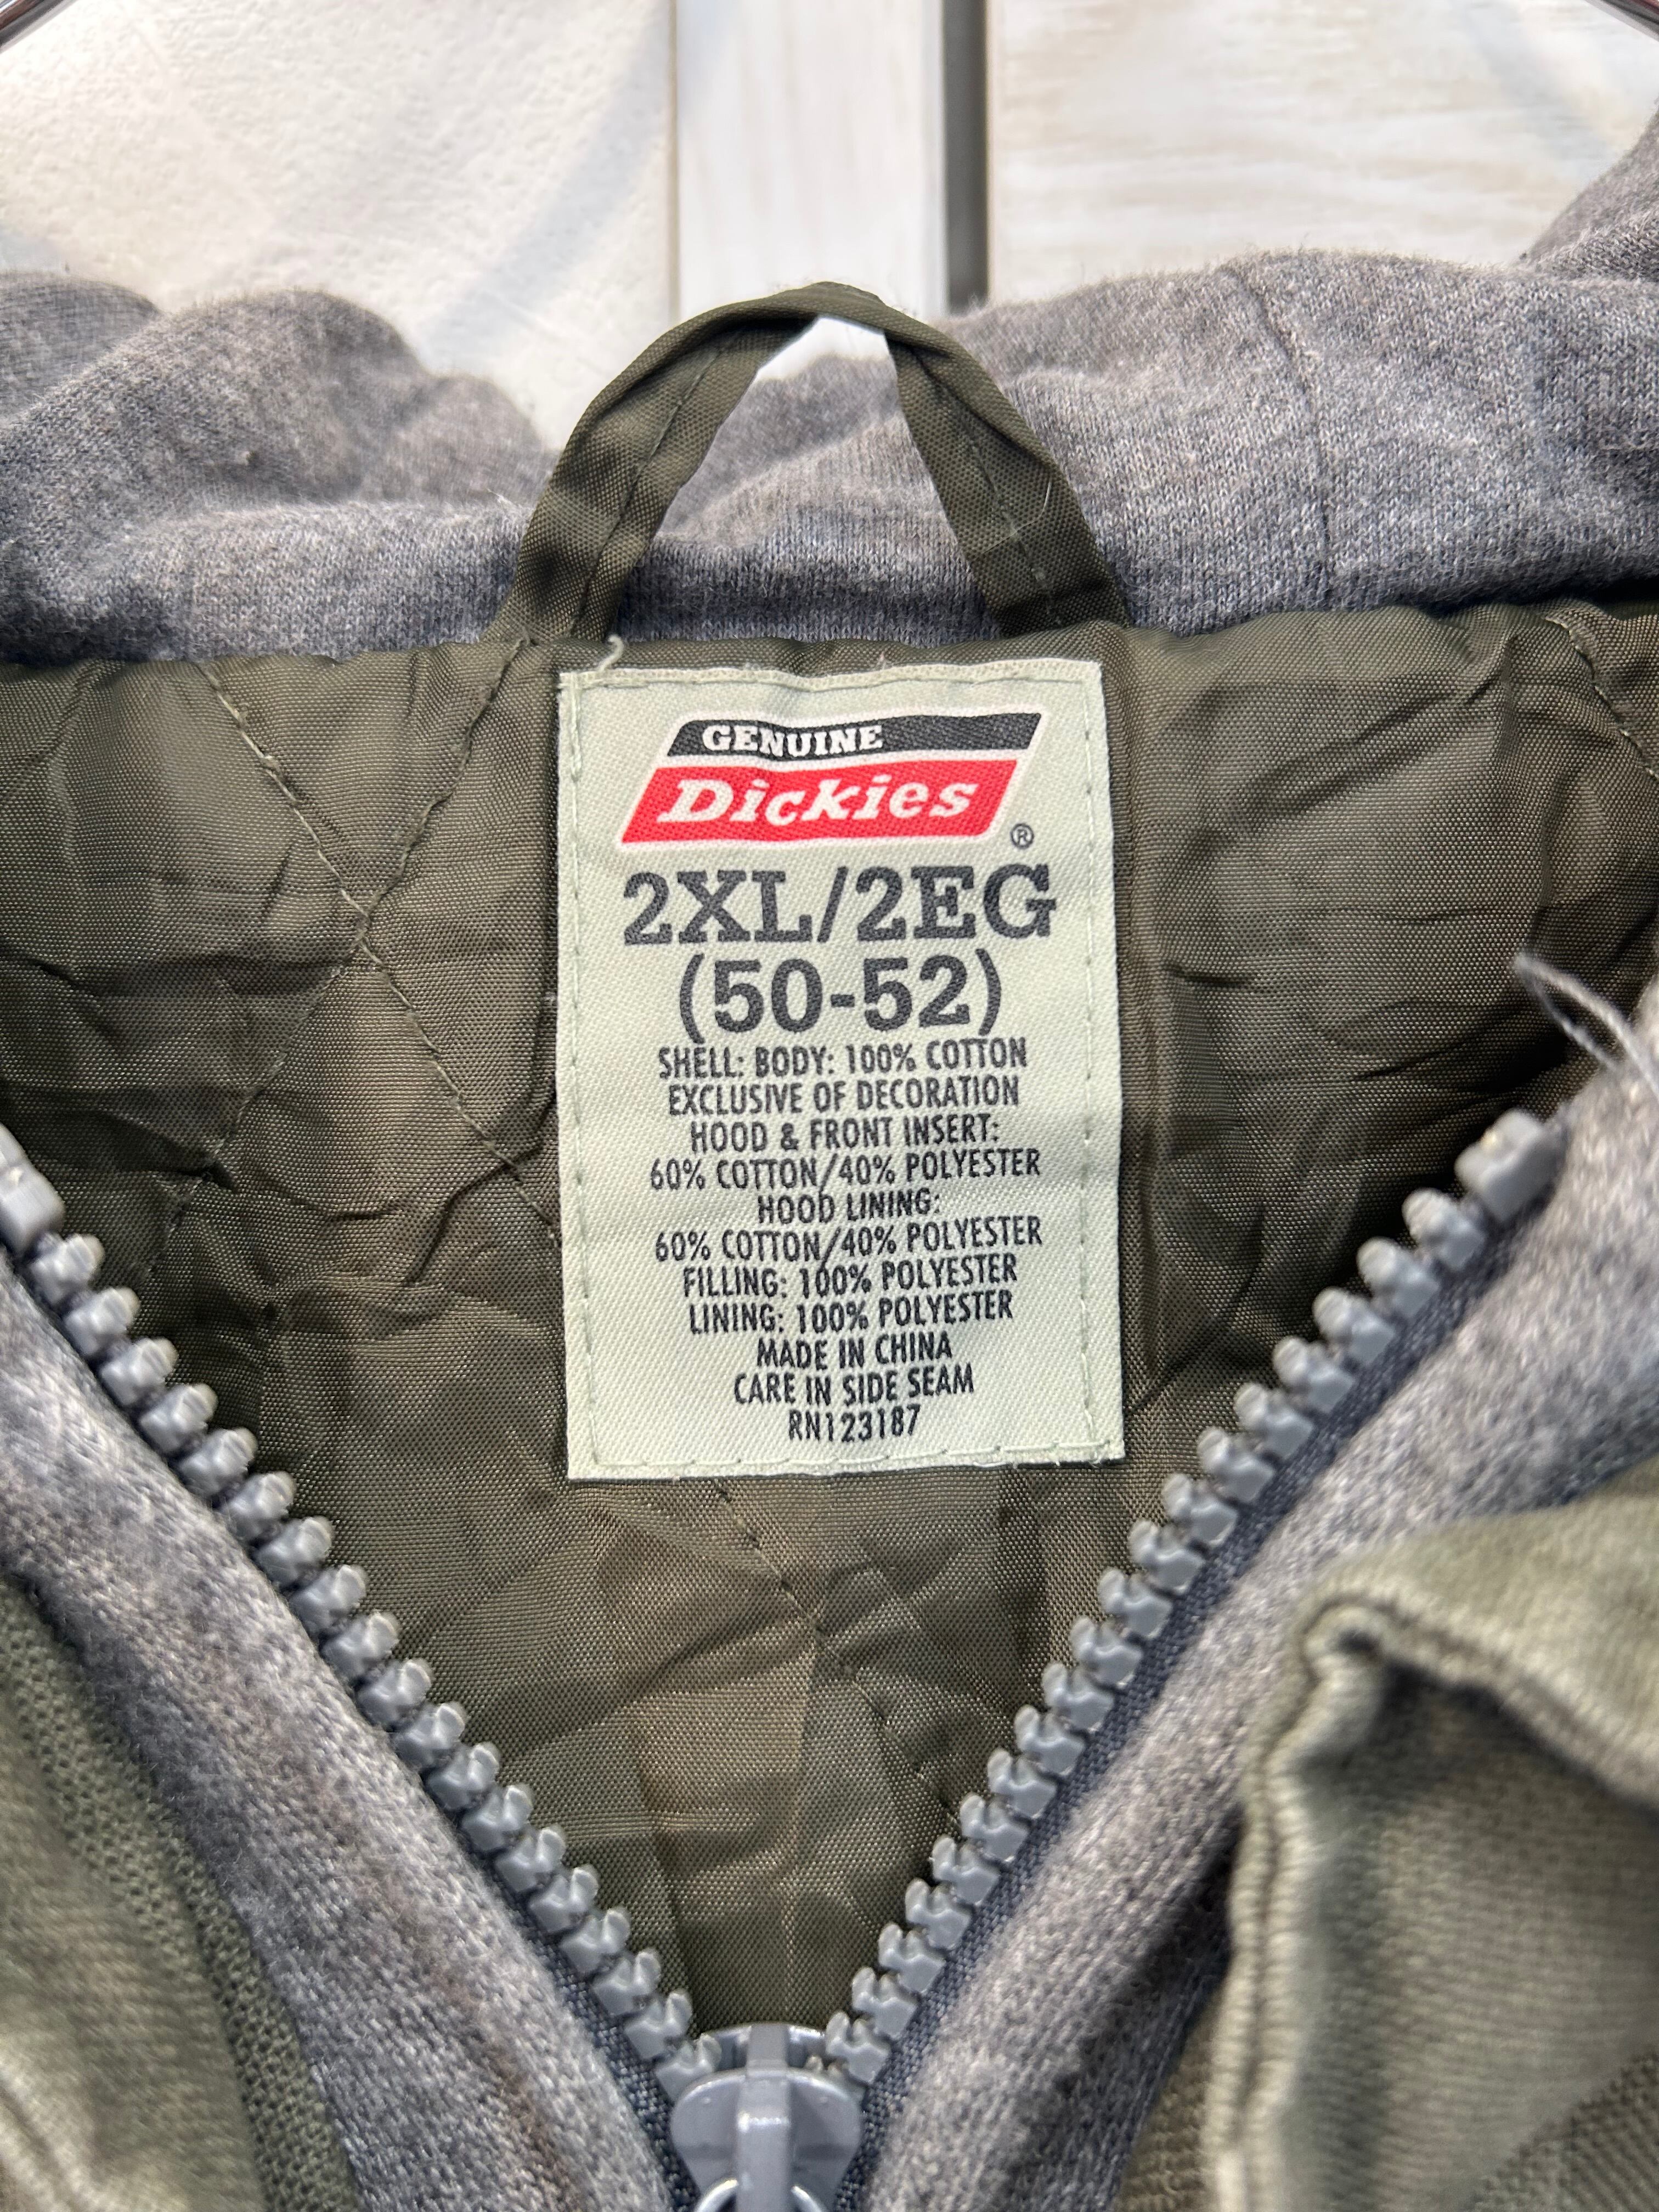 GENUINE
Dickies
®
2XL/2EG
(50-52)
SHELL: BODY: 100% COTTON
EXCLUSIVE OF DECORATION
HOOD & FRONT INSERT:
60% COTTON/40% POLYESTER
HOOD LINING:
60% COTTON/40% POLYESTER
FILLING: 100% POLYESTER
LINING: 100% POLYESTER
MADE IN CHINA
CARE IN SIDE SEAM
RN123187